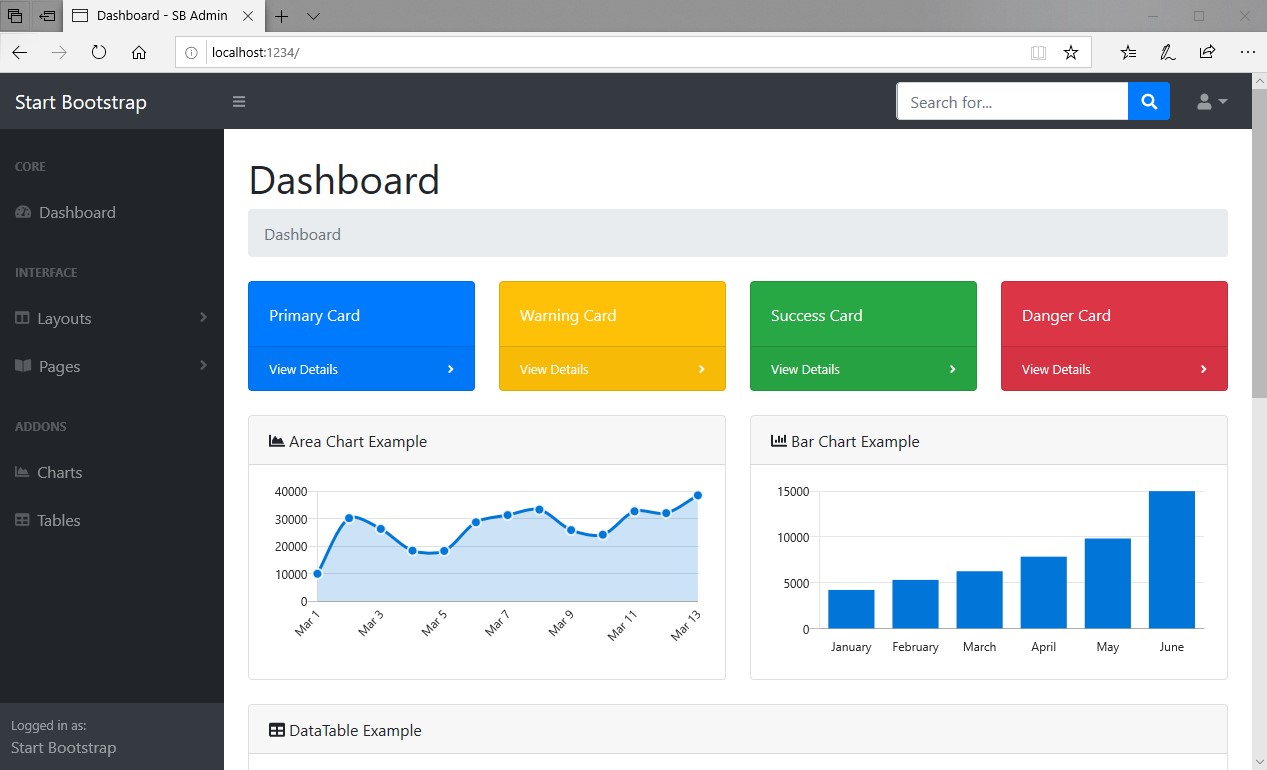 Dashboard - SB Admin
localhost:1234/
Start Bootstrap
Search for...
CORE
Dashboard
INTERFACE
Layouts
Pages
ADDONS
Charts
Tables
Logged in as:
Start Bootstrap
Dashboard
Dashboard
Primary Card
View Details
Warning Card
View Details
Success Card
View Details
Danger Card
View Details
Area Chart Example
40000
30000
20000
10000
0
Mar 1
Mar 3
Mar 5
Mar 7
Mar 9
Mar 11
Mar 13
Bar Chart Example
15000
10000
5000
0
January
February
March
April
May
June
DataTable Example